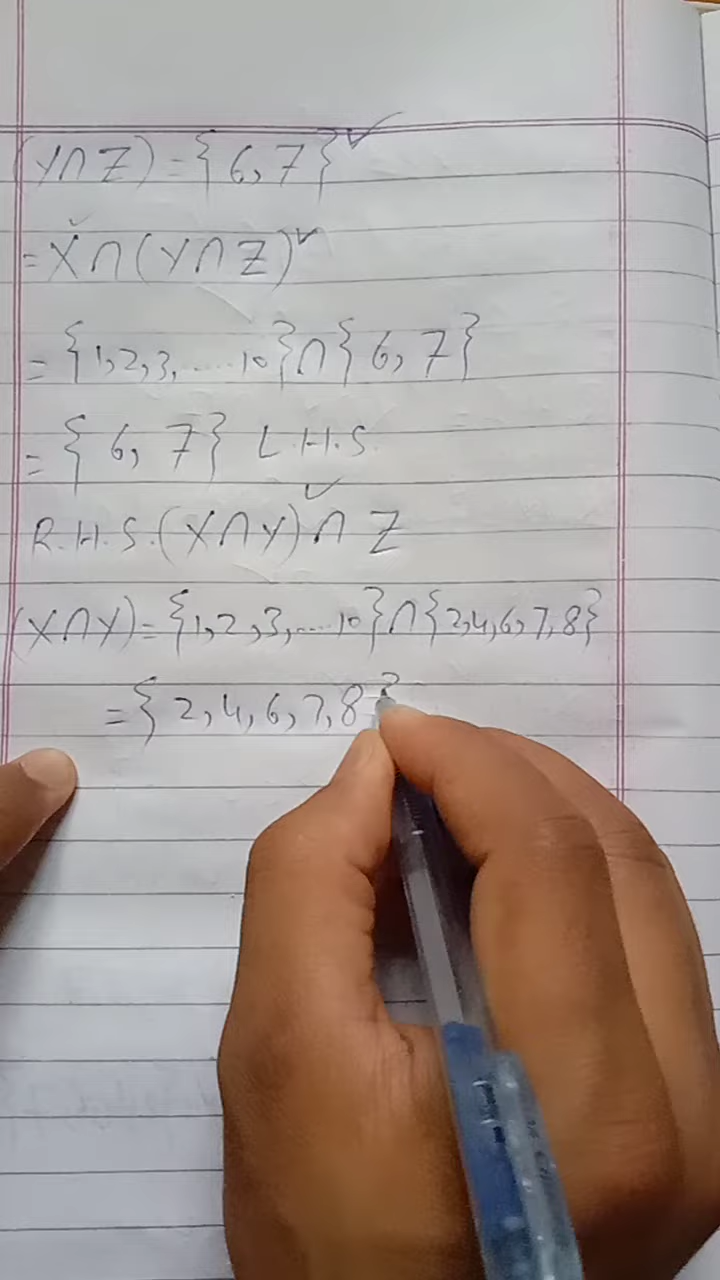 (Y∩Z) = {6, 7}
= X∩(Y∩Z)
= {1,2,3,.....10}∩{6, 7}
= {6, 7} L.H.S.
R.H.S.(X∩Y)∩Z
(X∩Y)={1,2,3,....10}∩{2,4,6,7,8}
={2,4,6,7,8}